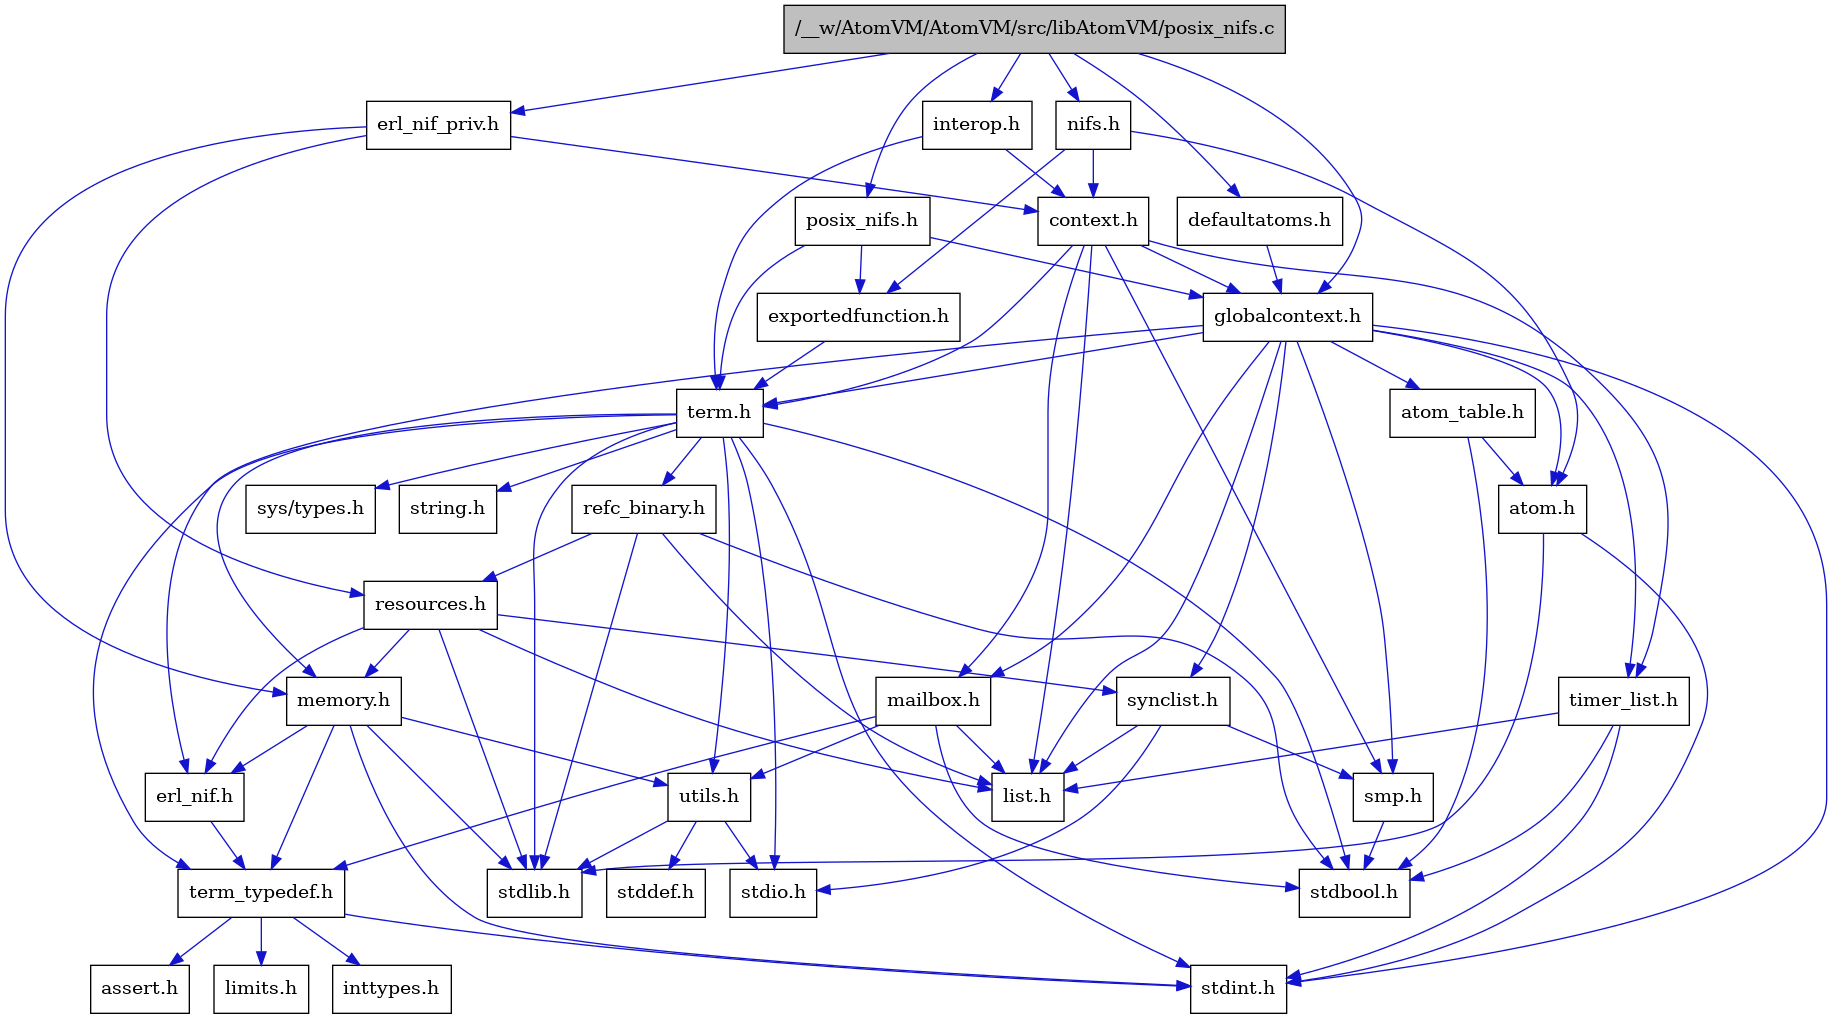 /__w/AtomVM/AtomVM/src/libAtomVM/posix_nifs.c
erl_nif_priv.h
interop.h
nifs.h
posix_nifs.h
context.h
defaultatoms.h
exportedfunction.h
globalcontext.h
term.h
atom_table.h
sys/types.h
string.h
refc_binary.h
atom.h
resources.h
memory.h
mailbox.h
synclist.h
timer_list.h
erl_nif.h
utils.h
list.h
smp.h
term_typedef.h
stdlib.h
stddef.h
stdio.h
stdbool.h
assert.h
limits.h
inttypes.h
stdint.h